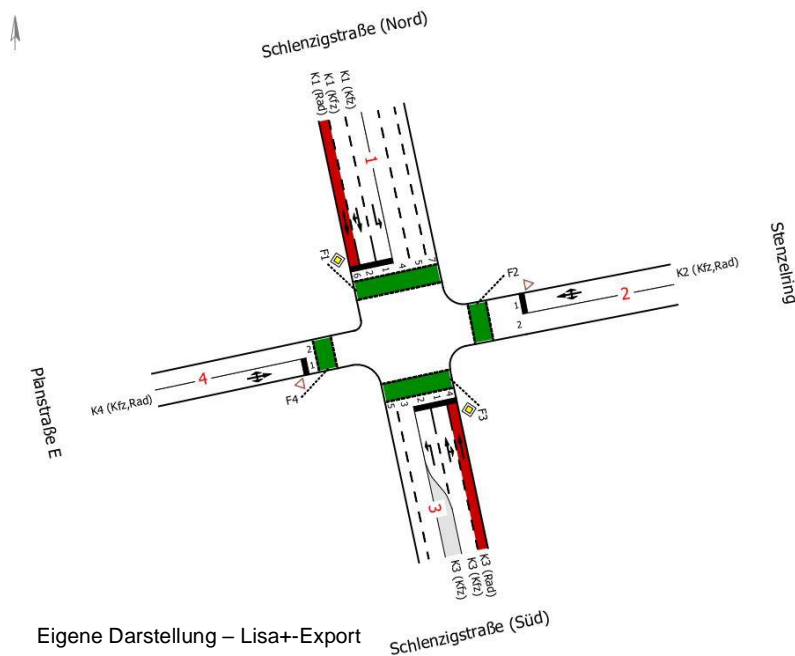 Schlenzigstraße (Nord)
K1 (Rad)
K1 (Kfz)
K1 (Kfz)
1
F1
6
2
1
4
5
7
F2
Stenzelring
K2 (Kfz,Rad)
2
1
2
Planstraße E
K4 (Kfz,Rad)
4
2
1
F4
5
3
2
1
4
F3
3
K3 (Kfz)
K3 (Kfz)
K3 (Rad)
Schlenzigstraße (Süd)
Eigene Darstellung – Lisa+-Export